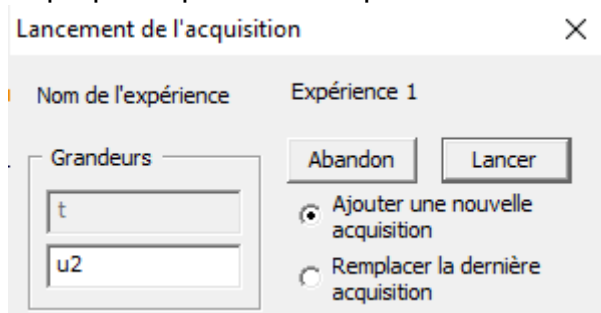 Lancement de l'acquisition
Nom de l'expérience
Expérience 1
Grandeurs
t
u2
Abandon
Lancer
Ajouter une nouvelle
acquisition
Remplacer la dernière
acquisition